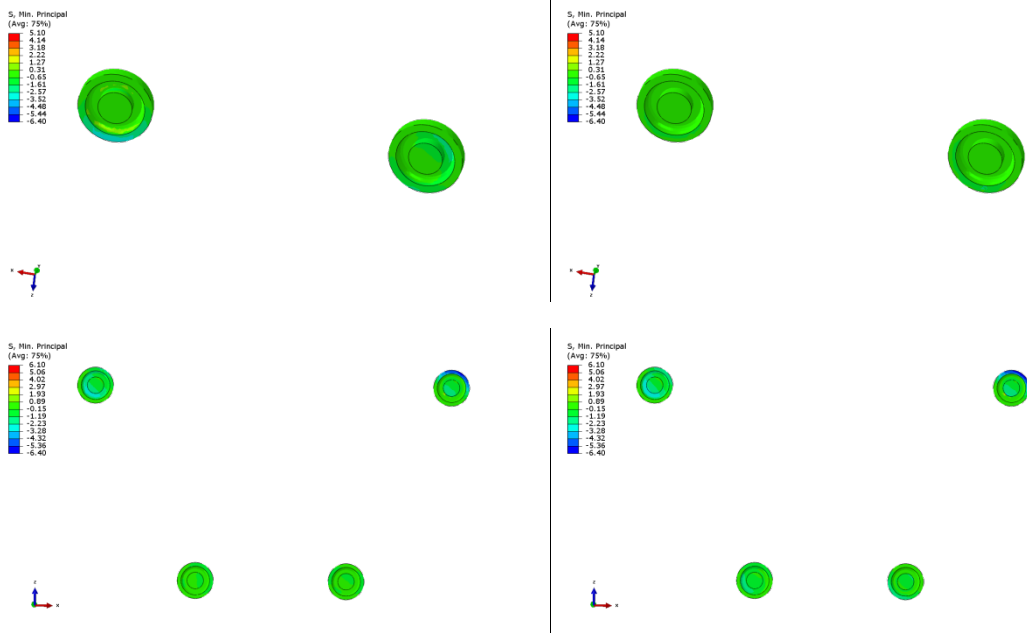 S, Min. Principal
(Avg: 75%)
5.10
4.14
3.18
2.22
1.27
0.31
-0.65
-1.61
-2.57
-3.52
-4.48
-5.44
-6.40
X
Y
Z
S, Min. Principal
(Avg: 75%)
5.10
4.14
3.18
2.22
1.27
0.31
-0.65
-1.61
-2.57
-3.52
-4.48
-5.44
-6.40
X
Y
Z
S, Min. Principal
(Avg: 75%)
6.10
5.06
4.02
2.97
1.93
0.89
-0.15
-1.19
-2.23
-3.28
-4.32
-5.36
-6.40
Z
X
S, Min. Principal
(Avg: 75%)
6.10
5.06
4.02
2.97
1.93
0.89
-0.15
-1.19
-2.23
-3.28
-4.32
-5.36
-6.40
Z
X